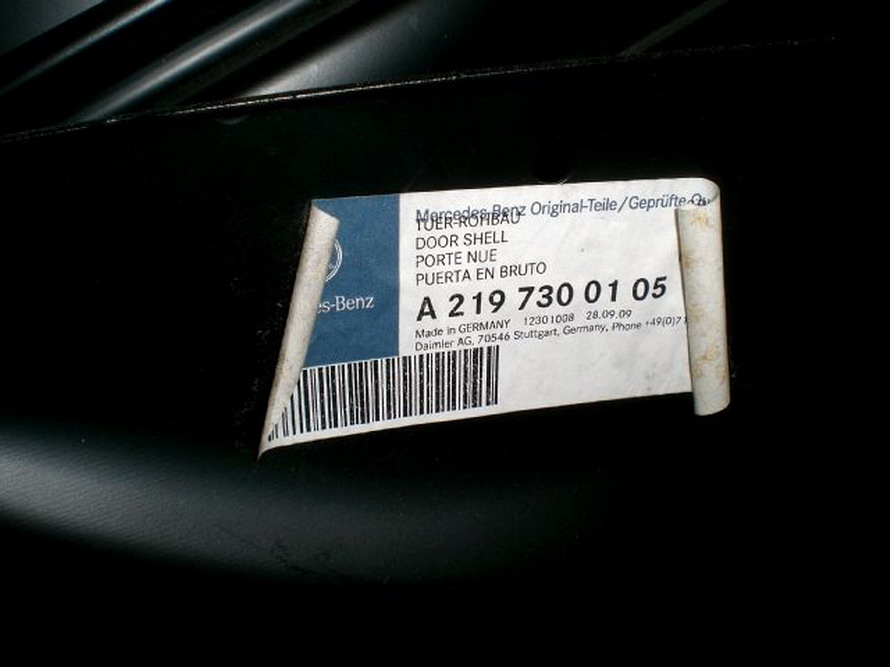 Mercedes-Benz Original-Teile/Geprüfte
TUER-ROHBAU
DOOR SHELL
PORTE NUE
PUERTA EN BRUTO
es-Benz
A 219 730 01 05
Made in GERMANY 12301008 28.09.09
Daimler AG, 70546 Stuttgart, Germany, Phone +49(0)71